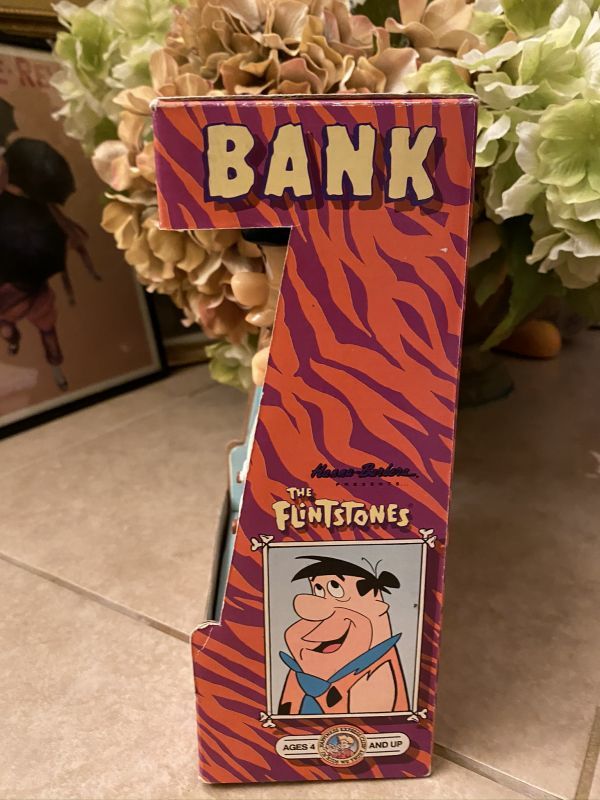 BANK
Hanna-Barbera
PRESENTS...
THE
FLINTSTONES
AGES 4
AND UP